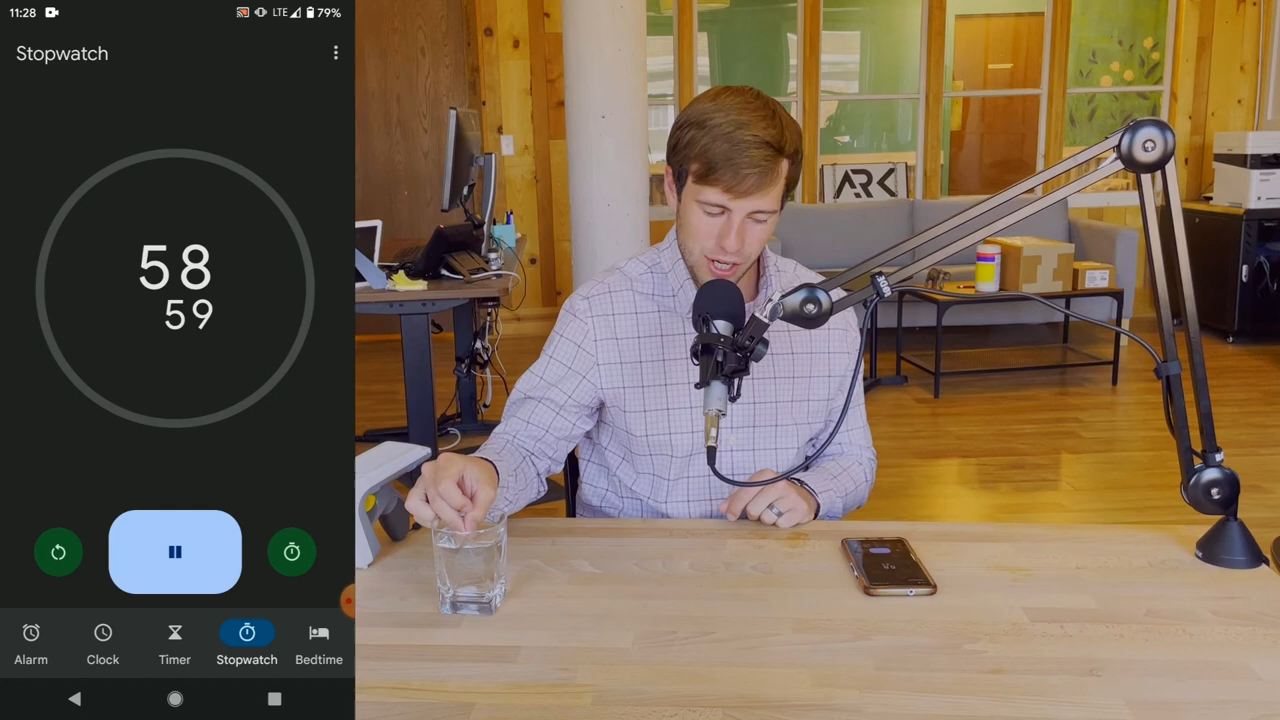 11:28 LTE 79%
Stopwatch
58
59
Alarm Clock Timer Stopwatch Bedtime
ARK